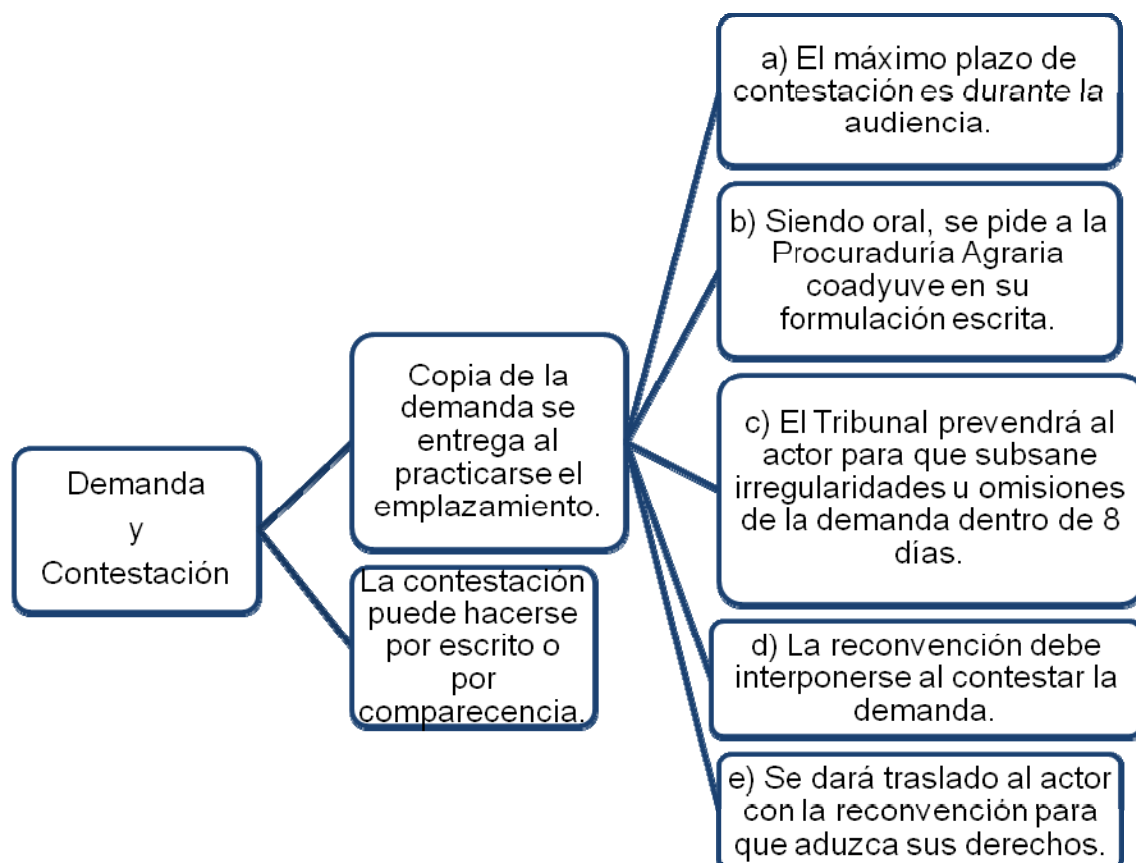 Demanda
y
Contestación
Copia de la
demanda se
entrega al
practicarse el
emplazamiento.
La contestación
puede hacerse
por escrito o
por
comparecencia.
a) El máximo plazo de
contestación es durante la
audiencia.
b) Siendo oral, se pide a la
Procuraduría Agraria
coadyuve en su
formulación escrita.
c) El Tribunal prevendrá al
actor para que subsane
irregularidades u omisiones
de la demanda dentro de 8
días.
d) La reconvención debe
interponerse al contestar la
demanda.
e) Se dará traslado al actor
con la reconvención para
que aduzca sus derechos.